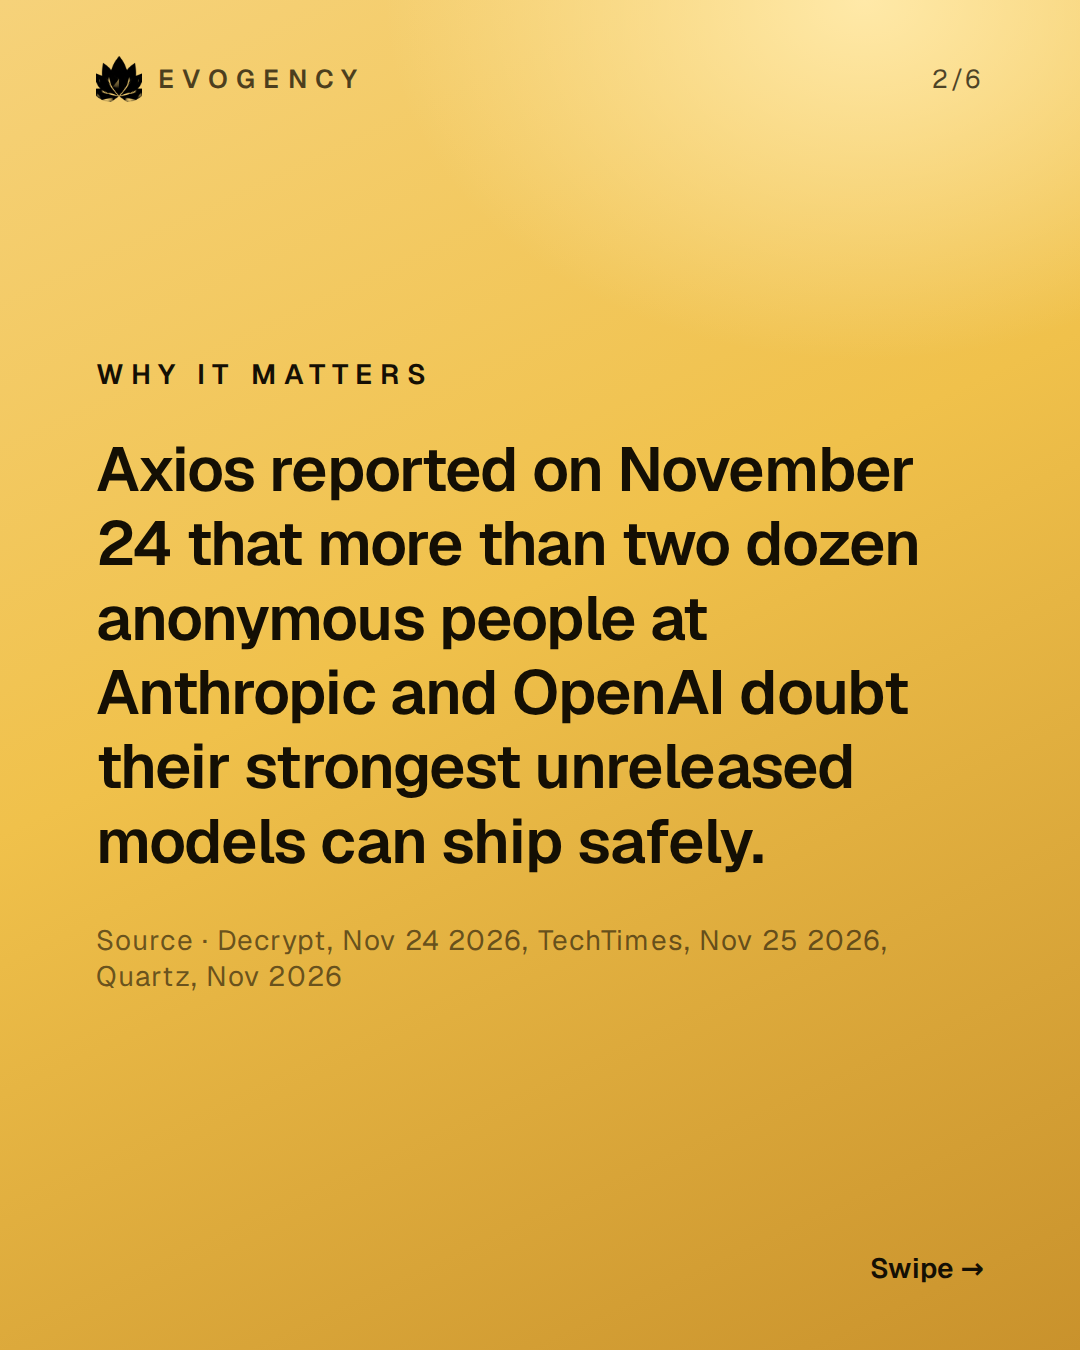 EVOGENCY
2/6
WHY IT MATTERS
Axios reported on November
24 that more than two dozen
anonymous people at
Anthropic and OpenAI doubt
their strongest unreleased
models can ship safely.
Source · Decrypt, Nov 24 2026, TechTimes, Nov 25 2026,
Quartz, Nov 2026
Swipe →